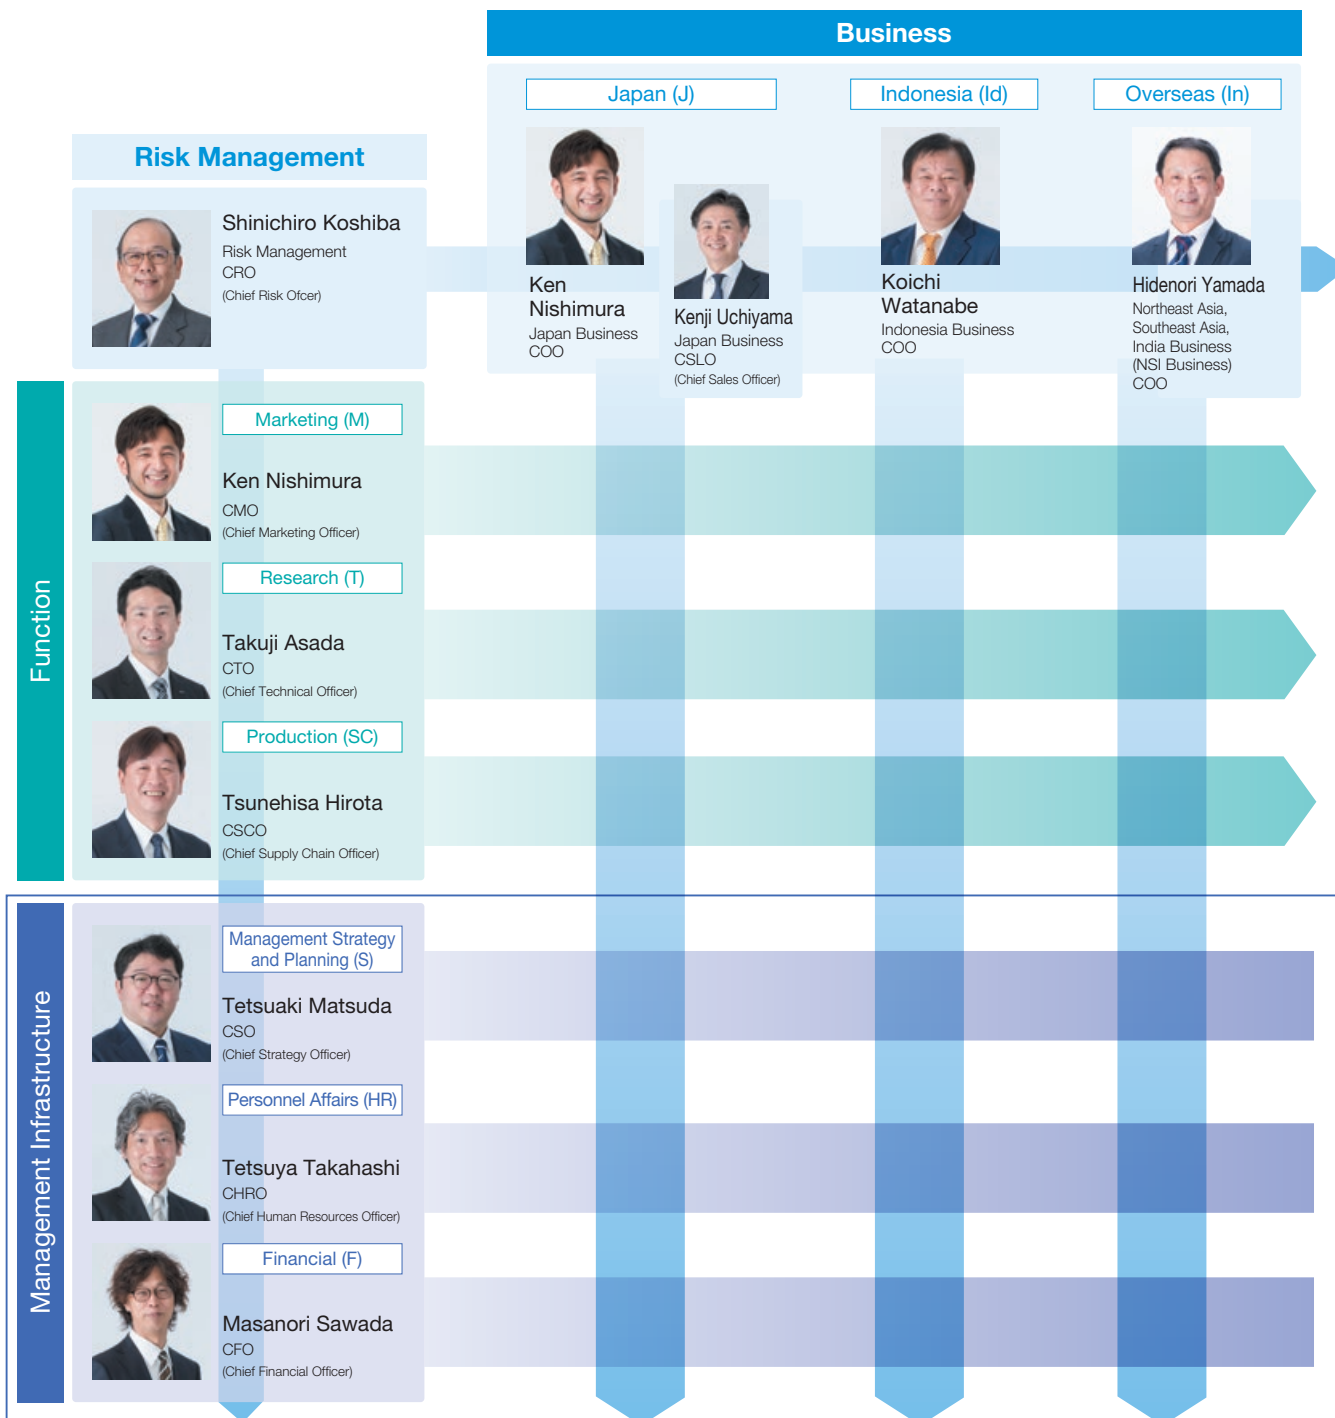 Business
Japan (J)
Indonesia (Id)
Overseas (In)
Risk Management
Shinichiro Koshiba
Risk Management
CRO
(Chief Risk Ofcer)
Ken
Nishimura
Japan Business
COO
Kenji Uchiyama
Japan Business
CSLO
(Chief Sales Officer)
Koichi
Watanabe
Indonesia Business
COO
Hidenori Yamada
Northeast Asia,
Southeast Asia,
India Business
(NSI Business)
COO
Function
Marketing (M)
Ken Nishimura
CMO
(Chief Marketing Officer)
Research (T)
Takuji Asada
CTO
(Chief Technical Officer)
Production (SC)
Tsunehisa Hirota
CSCO
(Chief Supply Chain Officer)
Management Infrastructure
Management Strategy
and Planning (S)
Tetsuaki Matsuda
CSO
(Chief Strategy Officer)
Personnel Affairs (HR)
Tetsuya Takahashi
CHRO
(Chief Human Resources Officer)
Financial (F)
Masanori Sawada
CFO
(Chief Financial Officer)